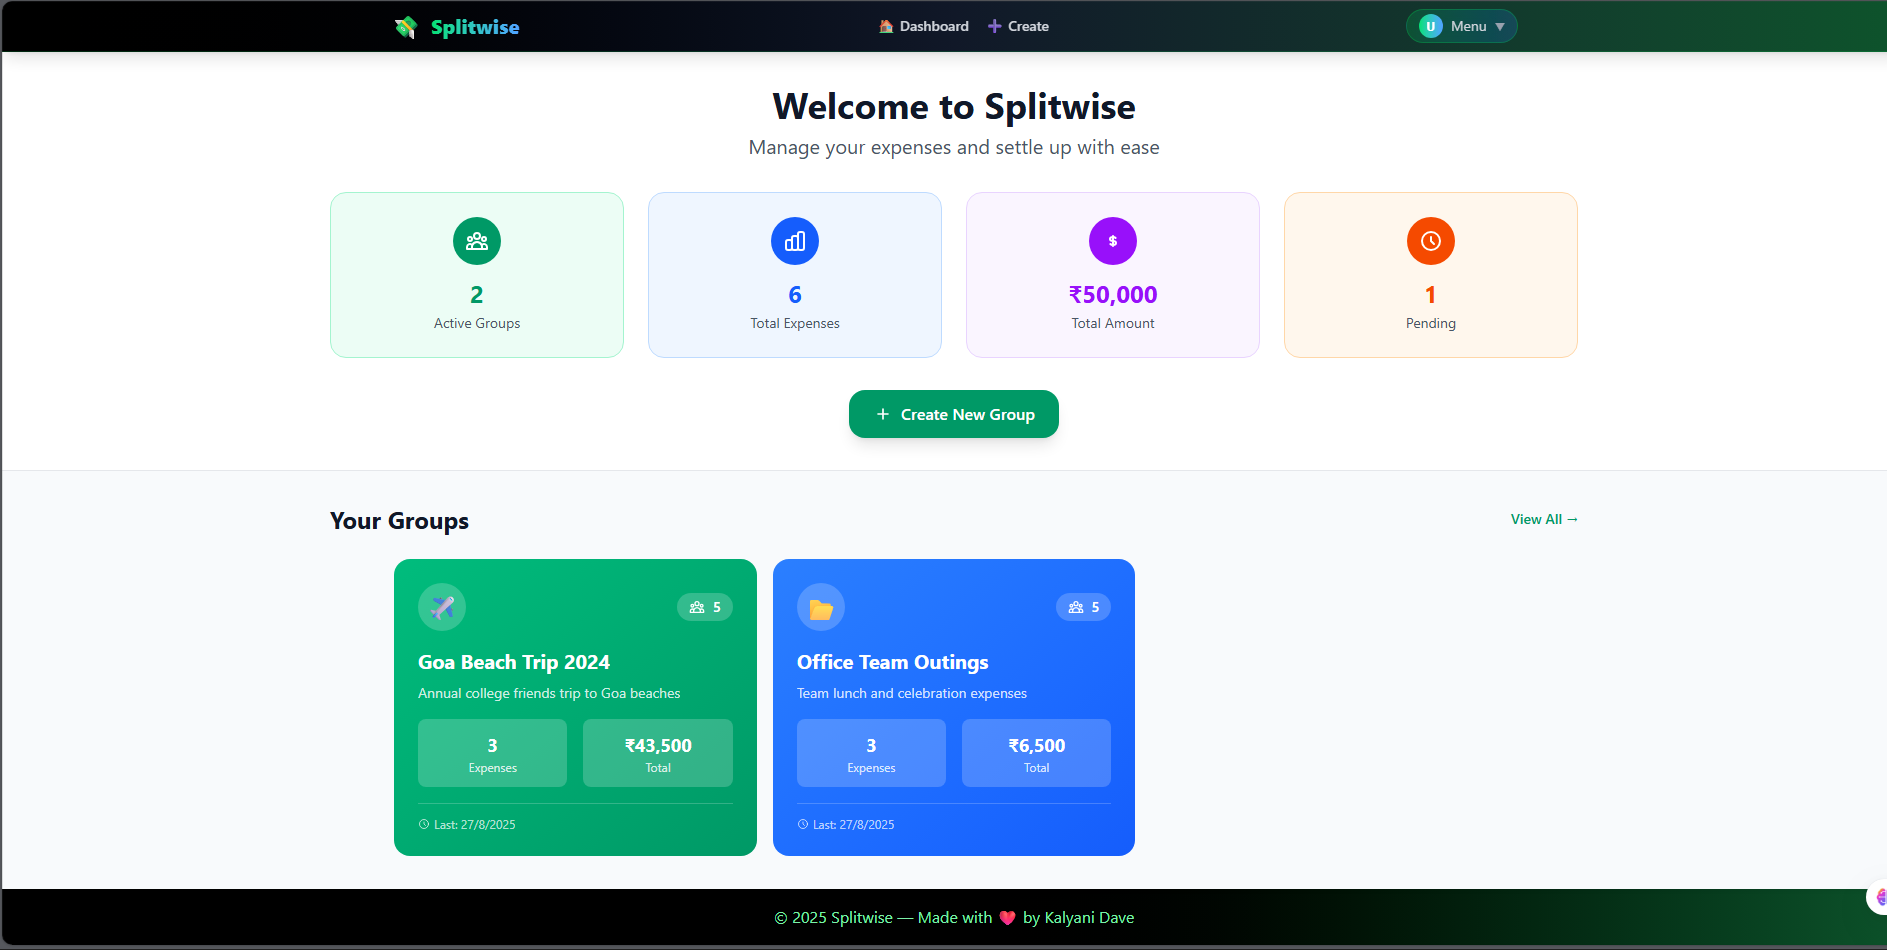 Splitwise
Dashboard
Create
U
Menu ▼
Welcome to Splitwise
Manage your expenses and settle up with ease
2
Active Groups
6
Total Expenses
$
₹50,000
Total Amount
1
Pending
+ Create New Group
Your Groups
View All →
5
Goa Beach Trip 2024
Annual college friends trip to Goa beaches
3
Expenses
₹43,500
Total
Last: 27/8/2025
5
Office Team Outings
Team lunch and celebration expenses
3
Expenses
₹6,500
Total
Last: 27/8/2025
© 2025 Splitwise — Made with ❤️ by Kalyani Dave